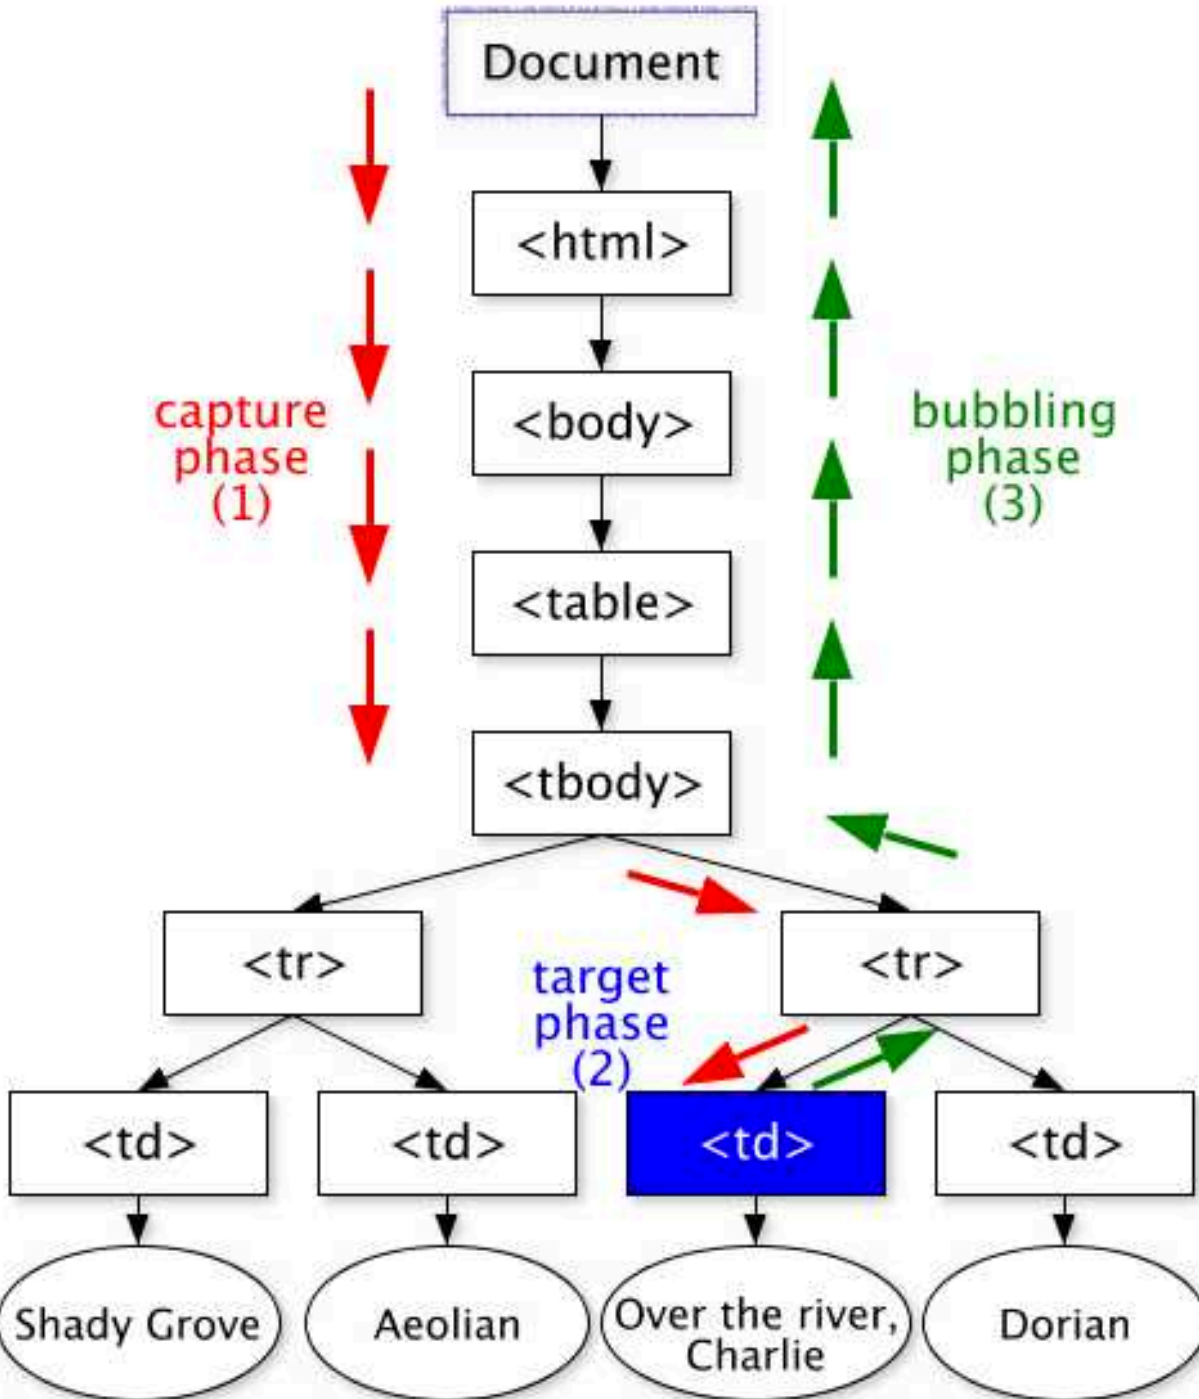 Document
<html>
<body>
capture
phase
(1)
bubbling
phase
(3)
<table>
<tbody>
<tr>
target
phase
(2)
<tr>
<td>
<td>
<td>
<td>
Shady Grove
Aeolian
Over the river,
Charlie
Dorian